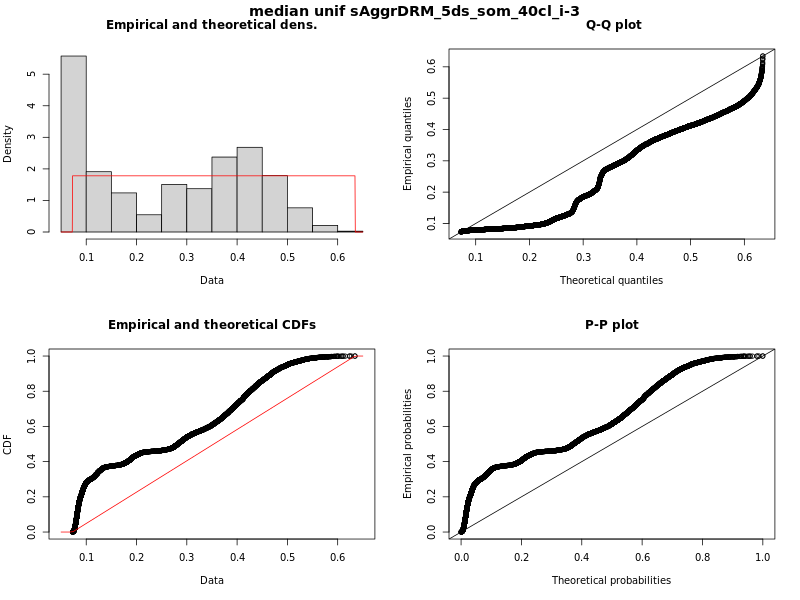 median unif sAggrDRM_5ds_som_40cl_i-3
Empirical and theoretical dens.
Density
0 1 2 3 4 5
0.1 0.2 0.3 0.4 0.5 0.6
Data
Q-Q plot
Empirical quantiles
0.1 0.2 0.3 0.4 0.5 0.6
0.1 0.2 0.3 0.4 0.5 0.6
Theoretical quantiles
Empirical and theoretical CDFs
CDF
0.0 0.2 0.4 0.6 0.8 1.0
0.1 0.2 0.3 0.4 0.5 0.6
Data
P-P plot
Empirical probabilities
0.0 0.2 0.4 0.6 0.8 1.0
0.0 0.2 0.4 0.6 0.8 1.0
Theoretical probabilities